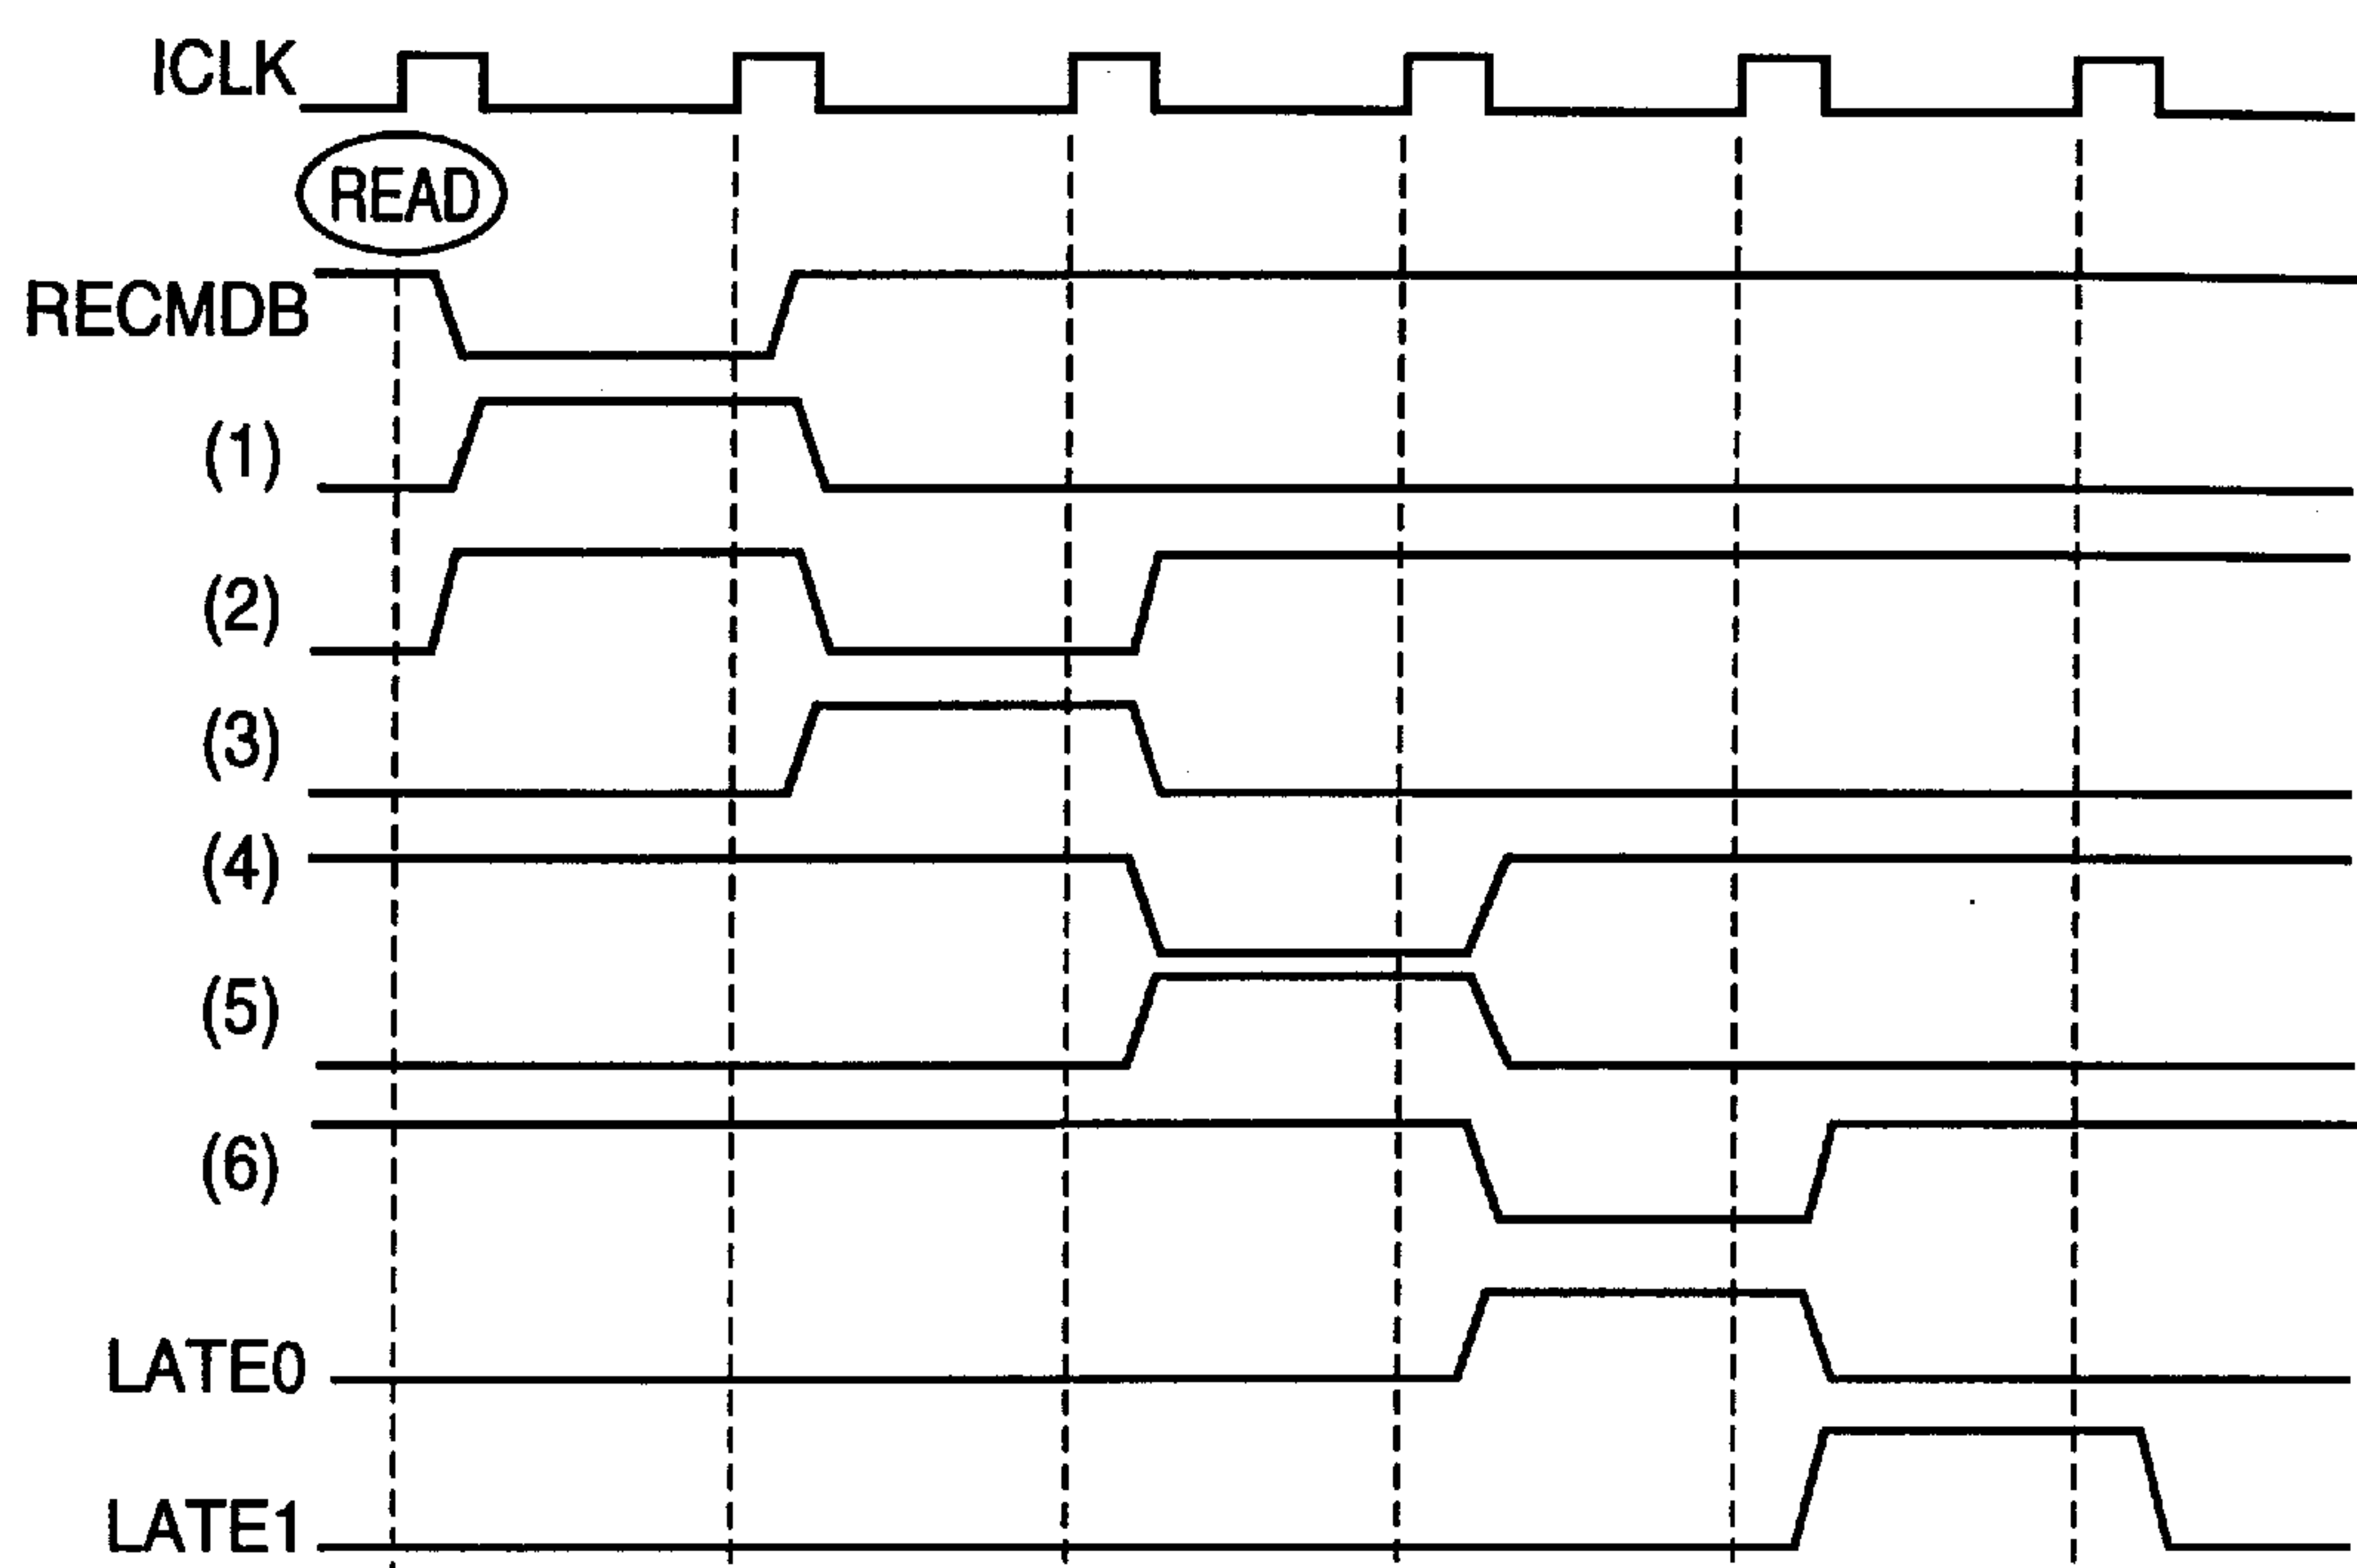 ICLK
READ
RECMDB
(1)
(2)
(3)
(4)
(5)
(6)
LATE0
LATE1